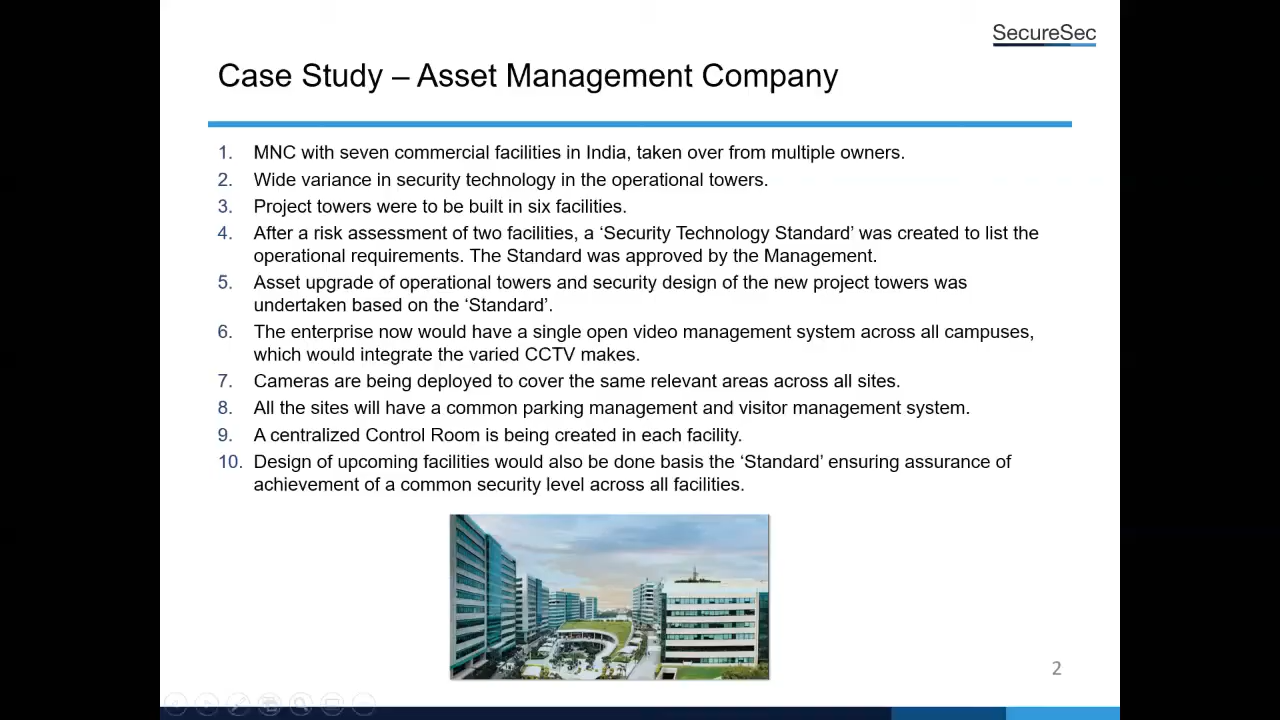 SecureSec
Case Study – Asset Management Company
1. MNC with seven commercial facilities in India, taken over from multiple owners.
2. Wide variance in security technology in the operational towers.
3. Project towers were to be built in six facilities.
4. After a risk assessment of two facilities, a ‘Security Technology Standard’ was created to list the
operational requirements. The Standard was approved by the Management.
5. Asset upgrade of operational towers and security design of the new project towers was
undertaken based on the ‘Standard’.
6. The enterprise now would have a single open video management system across all campuses,
which would integrate the varied CCTV makes.
7. Cameras are being deployed to cover the same relevant areas across all sites.
8. All the sites will have a common parking management and visitor management system.
9. A centralized Control Room is being created in each facility.
10. Design of upcoming facilities would also be done basis the ‘Standard’ ensuring assurance of
achievement of a common security level across all facilities.
2